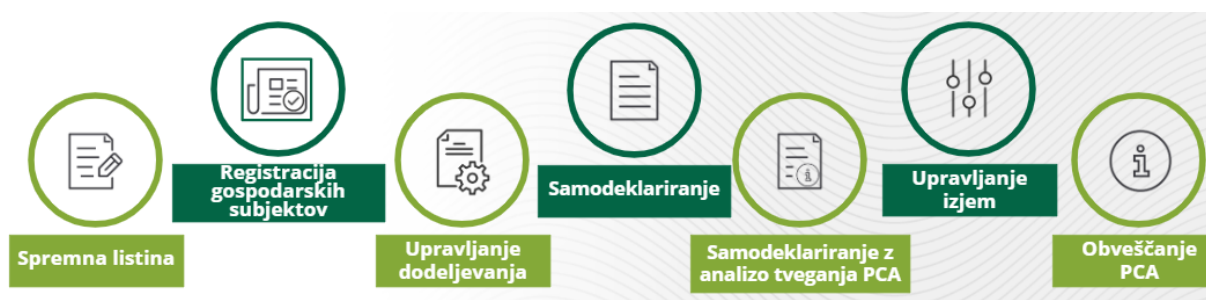 Spremna listina
Registracija
gospodarskih
subjektov
Upravljanje
dodeljevanja
Samodeklariranje
Samodeklariranje z
analizo tveganja PCA
Upravljanje
izjem
Obveščanje
PCA